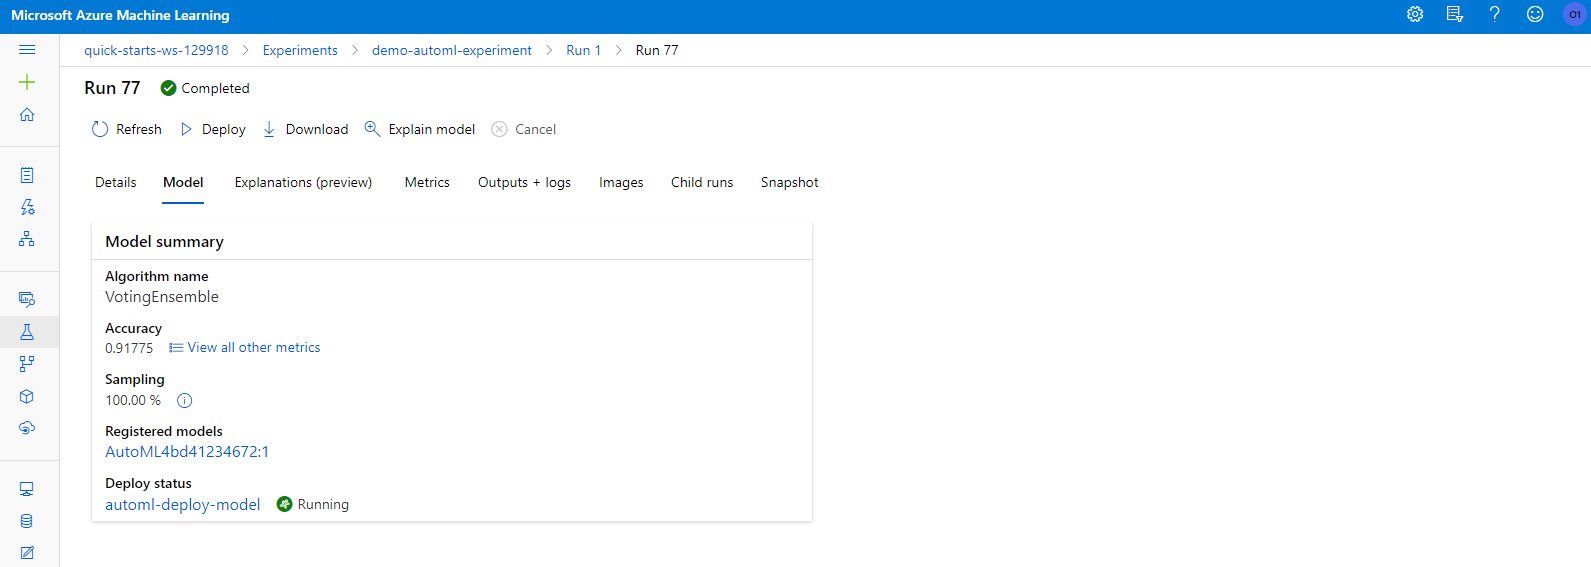 Microsoft Azure Machine Learning
O1
quick-starts-ws-129918 > Experiments > demo-automl-experiment > Run 1 > Run 77
Run 77 Completed
Refresh Deploy Download Explain model Cancel
Details Model Explanations (preview) Metrics Outputs + logs Images Child runs Snapshot
Model summary
Algorithm name
VotingEnsemble
Accuracy
0.91775 View all other metrics
Sampling
100.00 %
Registered models
AutoML4bd41234672:1
Deploy status
automl-deploy-model Running